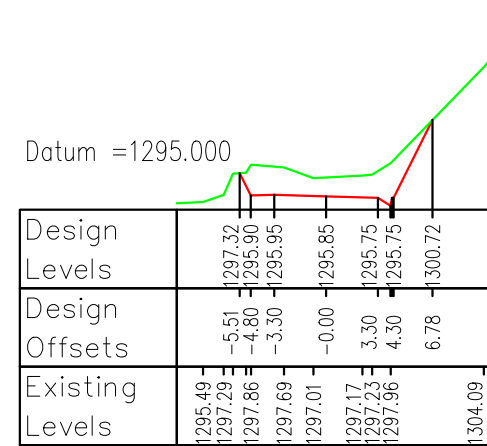 Datum =1295.000
Design Levels
1297.32 1295.90 1295.95 1295.85 1295.75 1295.75 1300.72
Design Offsets
-5.51 -4.80 -3.30 -0.00 3.30 4.30 6.78
Existing Levels
1295.49 1297.29 1297.86 1297.69 1297.01 1297.17 1297.23 1297.96 1304.09